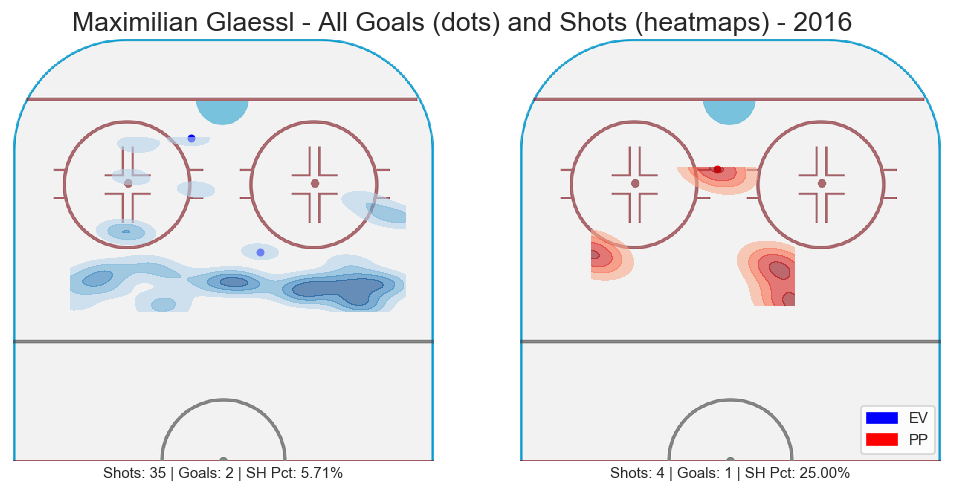 Maximilian Glaessl - All Goals (dots) and Shots (heatmaps) - 2016
EV
PP
Shots: 35 | Goals: 2 | SH Pct: 5.71%
Shots: 4 | Goals: 1 | SH Pct: 25.00%